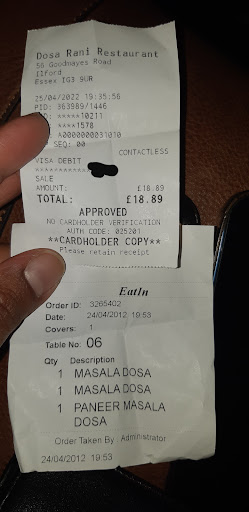 Dosa Rani Restaurant
56 Goodmayes Road
Ilford
Essex IG3 9UR
25/04/2022 19:35:56
PID: 363989/1446
*****10211
****1578
A0000000031010
SEQ: 00
CONTACTLESS
VISA DEBIT
SALE
AMOUNT: £18.89
TOTAL: £18.89
APPROVED
NO CARDHOLDER VERIFICATION
AUTH CODE: 025201
**CARDHOLDER COPY**
Please retain receipt
EatIn
Order ID: 3265402
Date: 24/04/2012 19:53
Covers: 1
Table No: 06
Qty Description
1 MASALA DOSA
1 MASALA DOSA
1 PANEER MASALA
DOSA
Order Taken By : Administrator
24/04/2012 19:53